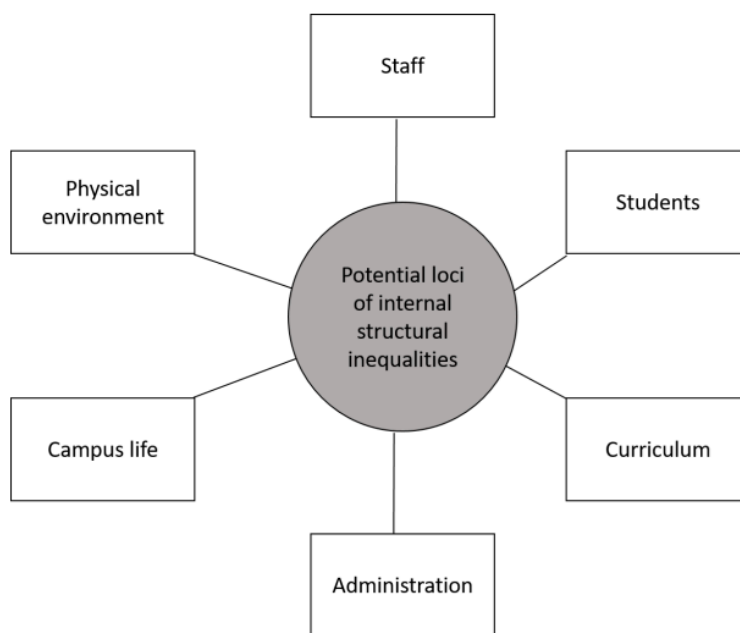 Staff
Physical
environment
Students
Potential loci
of internal
structural
inequalities
Campus life
Curriculum
Administration